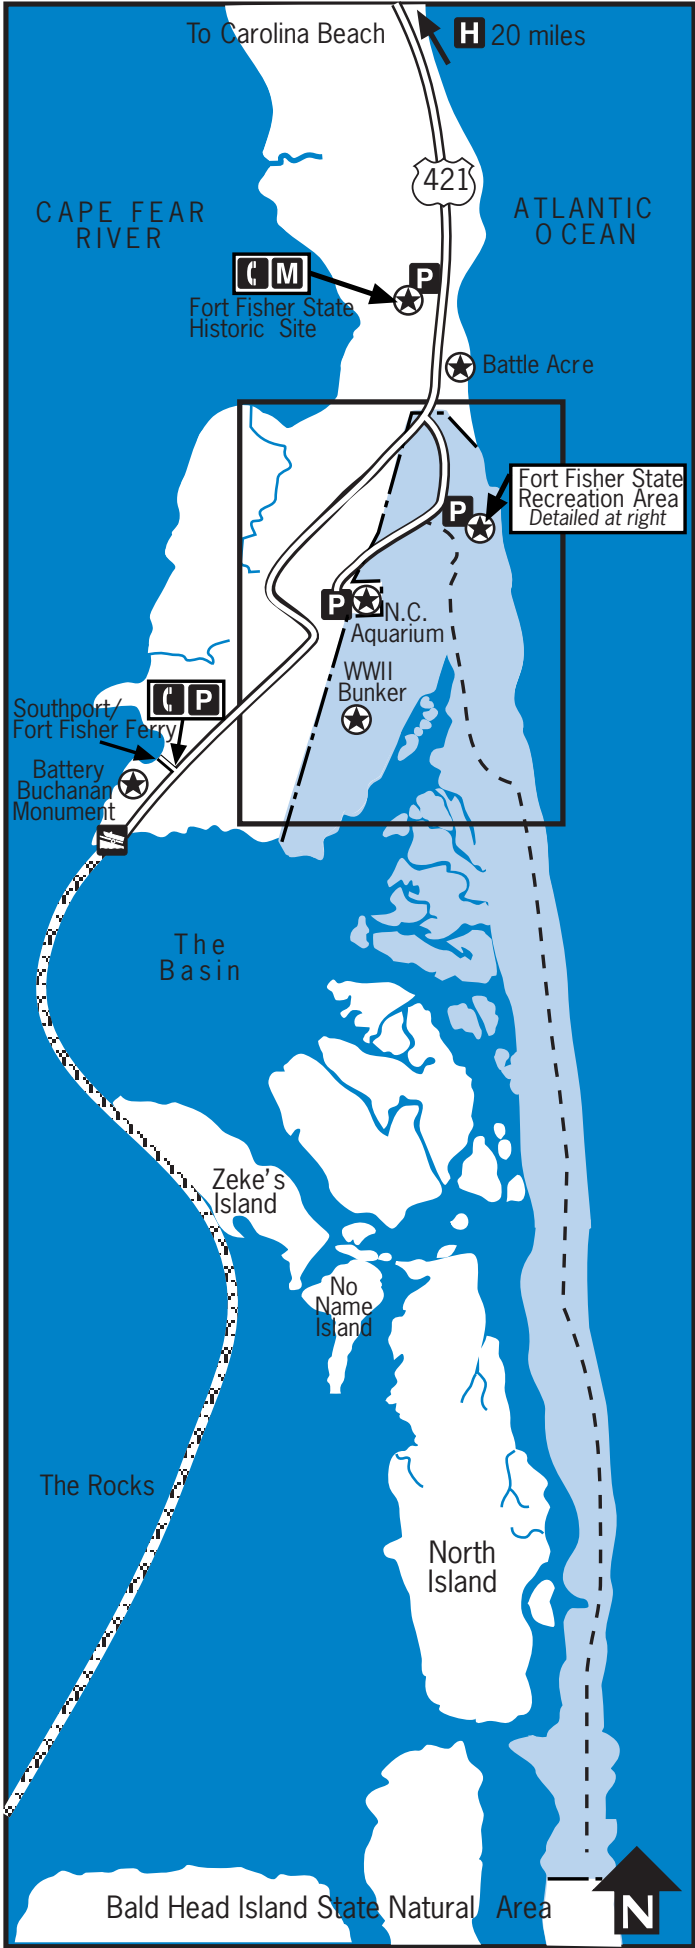 To Carolina Beach
H 20 miles
421
CAPE FEAR
RIVER
ATLANTIC
OCEAN
M
P
Fort Fisher State
Historic Site
Battle Acre
Fort Fisher State
Recreation Area
Detailed at right
P
P
N.C.
Aquarium
WWII
Bunker
P
Southport/
Fort Fisher Ferry
Battery
Buchanan
Monument
The
Basin
Zeke's
Island
No
Name
Island
The Rocks
North
Island
Bald Head Island State Natural Area
N